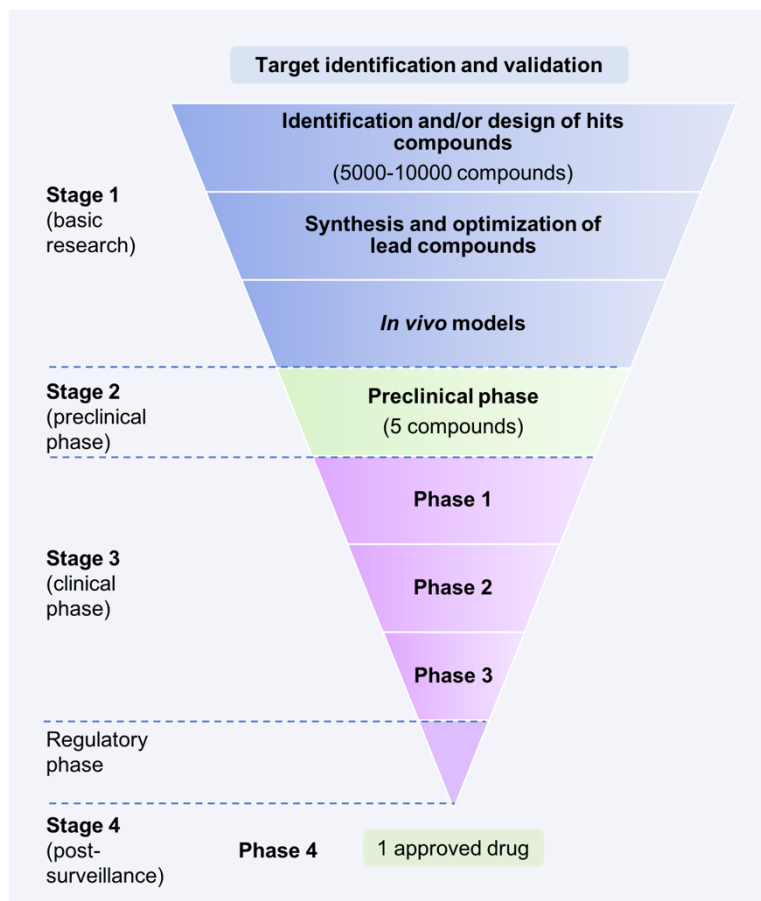 Target identification and validation
Identification and/or design of hits
compounds
(5000-10000 compounds)
Stage 1
(basic
research)
Synthesis and optimization of
lead compounds
In vivo models
Stage 2
(preclinical
phase)
Preclinical phase
(5 compounds)
Phase 1
Stage 3
(clinical
phase)
Phase 2
Phase 3
Regulatory
phase
Stage 4
(post-
surveillance)
Phase 4
1 approved drug